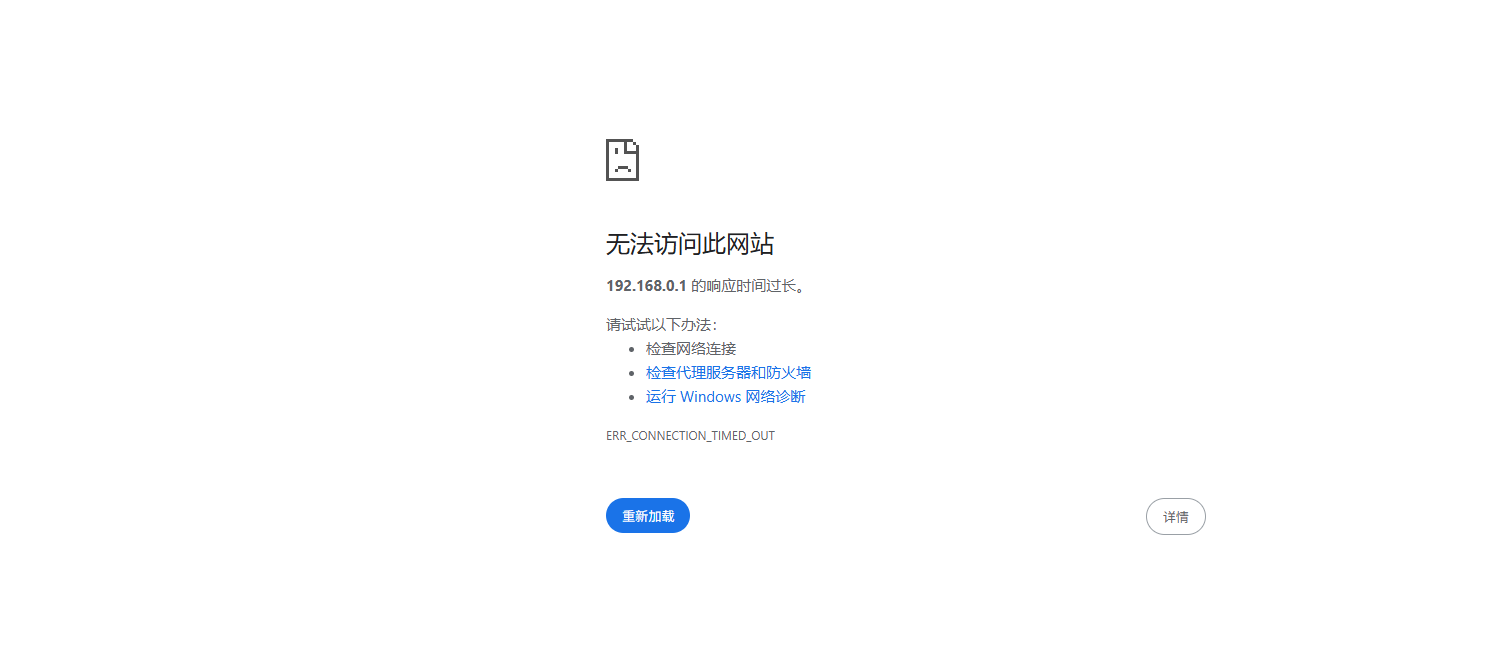 无法访问此网站
192.168.0.1 的响应时间过长。
请试试以下办法：
检查网络连接
检查代理服务器和防火墙
运行 Windows 网络诊断
ERR_CONNECTION_TIMED_OUT
重新加载
详情